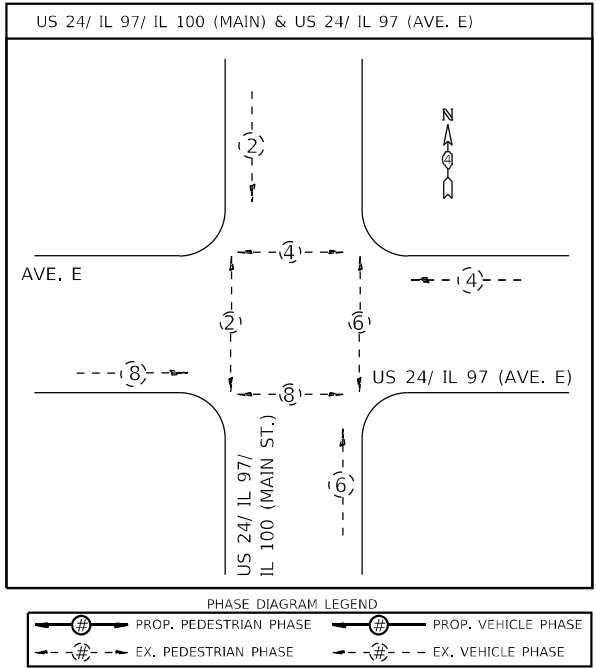 US 24/ IL 97/ IL 100 (MAIN) & US 24/ IL 97 (AVE. E)
2
N
4
4
AVE. E
4
2
6
8
US 24/ IL 97 (AVE. E)
8
6
US 24/ IL 97/
IL 100 (MAIN ST.)
PHASE DIAGRAM LEGEND
# PROP. PEDESTRIAN PHASE
# PROP. VEHICLE PHASE
# EX. PEDESTRIAN PHASE
# EX. VEHICLE PHASE